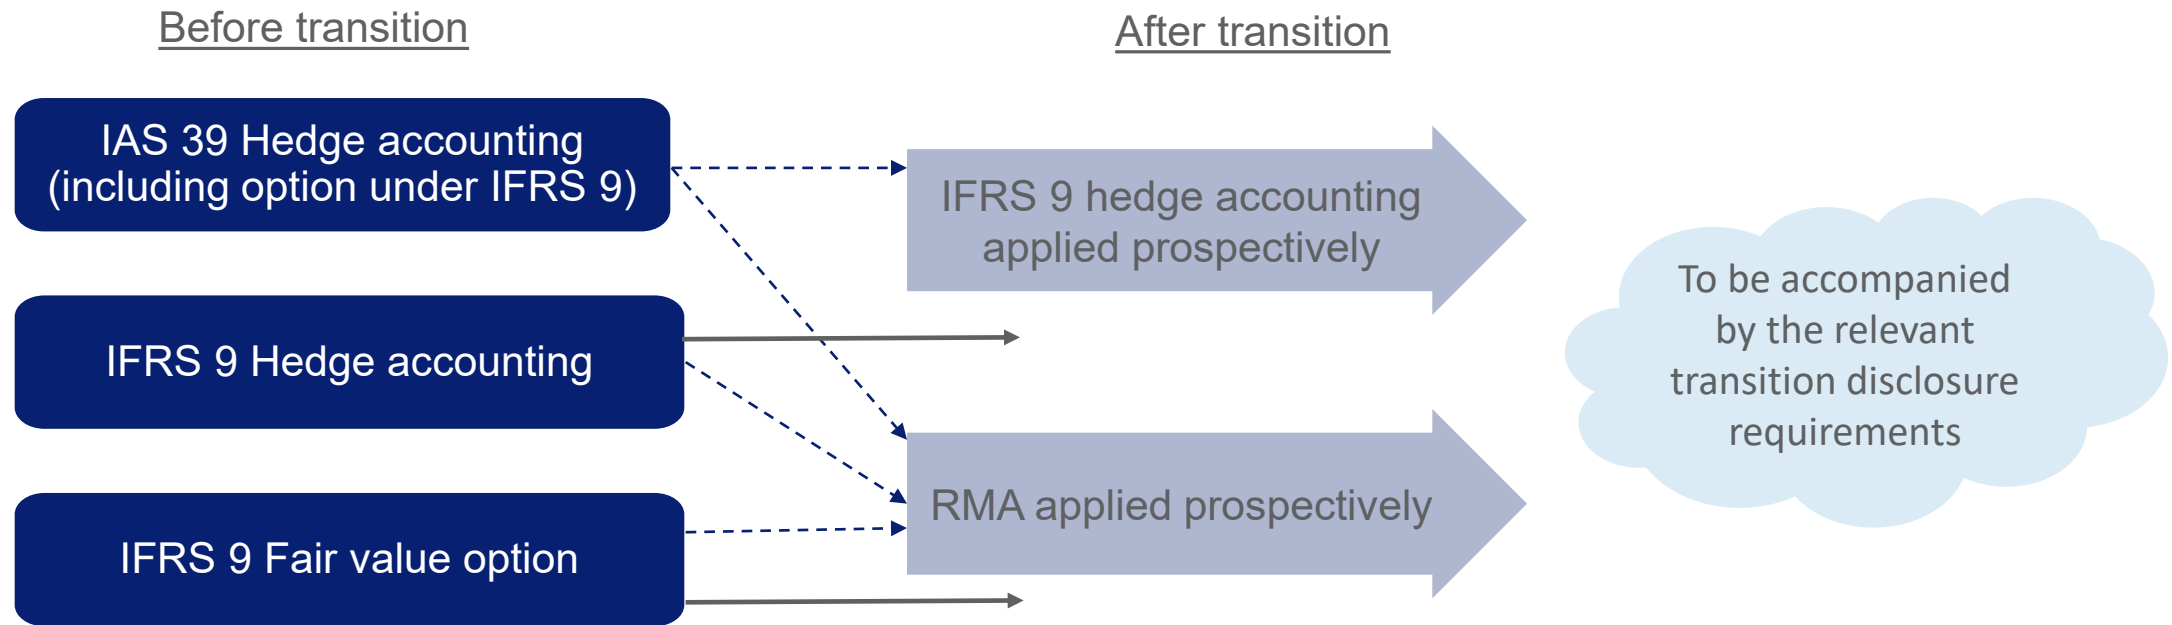 Before transition
After transition
IAS 39 Hedge accounting
(including option under IFRS 9)
IFRS 9 Hedge accounting
IFRS 9 Fair value option
IFRS 9 hedge accounting
applied prospectively
RMA applied prospectively
To be accompanied
by the relevant
transition disclosure
requirements